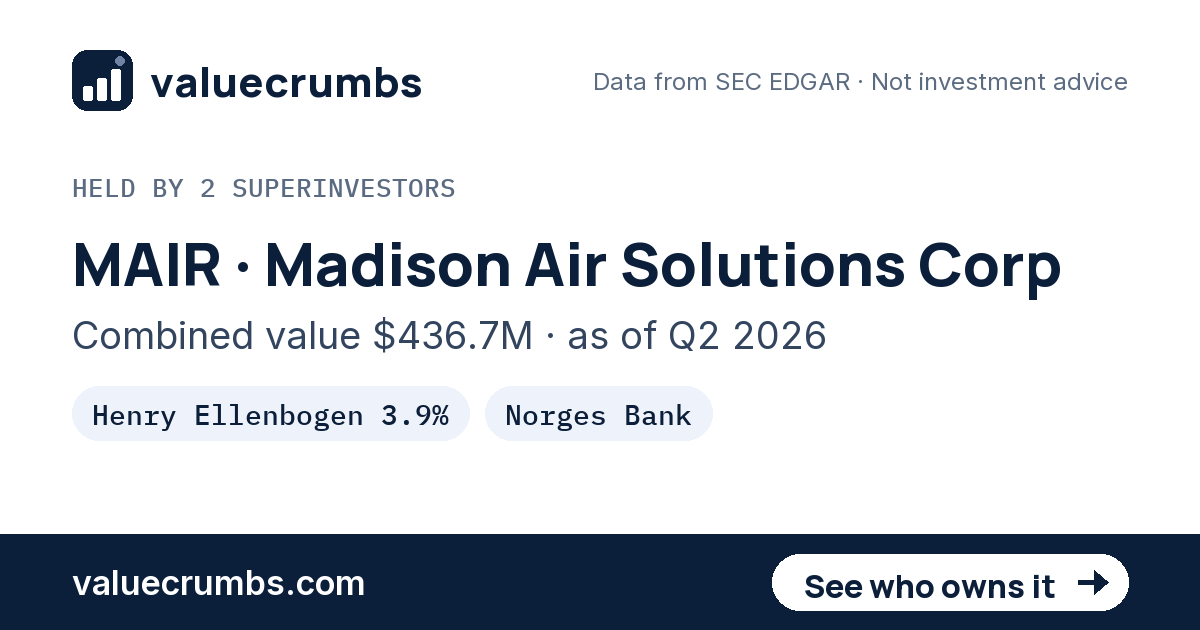 valuecrumbs
Data from SEC EDGAR · Not investment advice
HELD BY 2 SUPERINVESTORS
MAIR · Madison Air Solutions Corp
Combined value $436.7M · as of Q2 2026
Henry Ellenbogen 3.9%
Norges Bank
valuecrumbs.com
See who owns it →